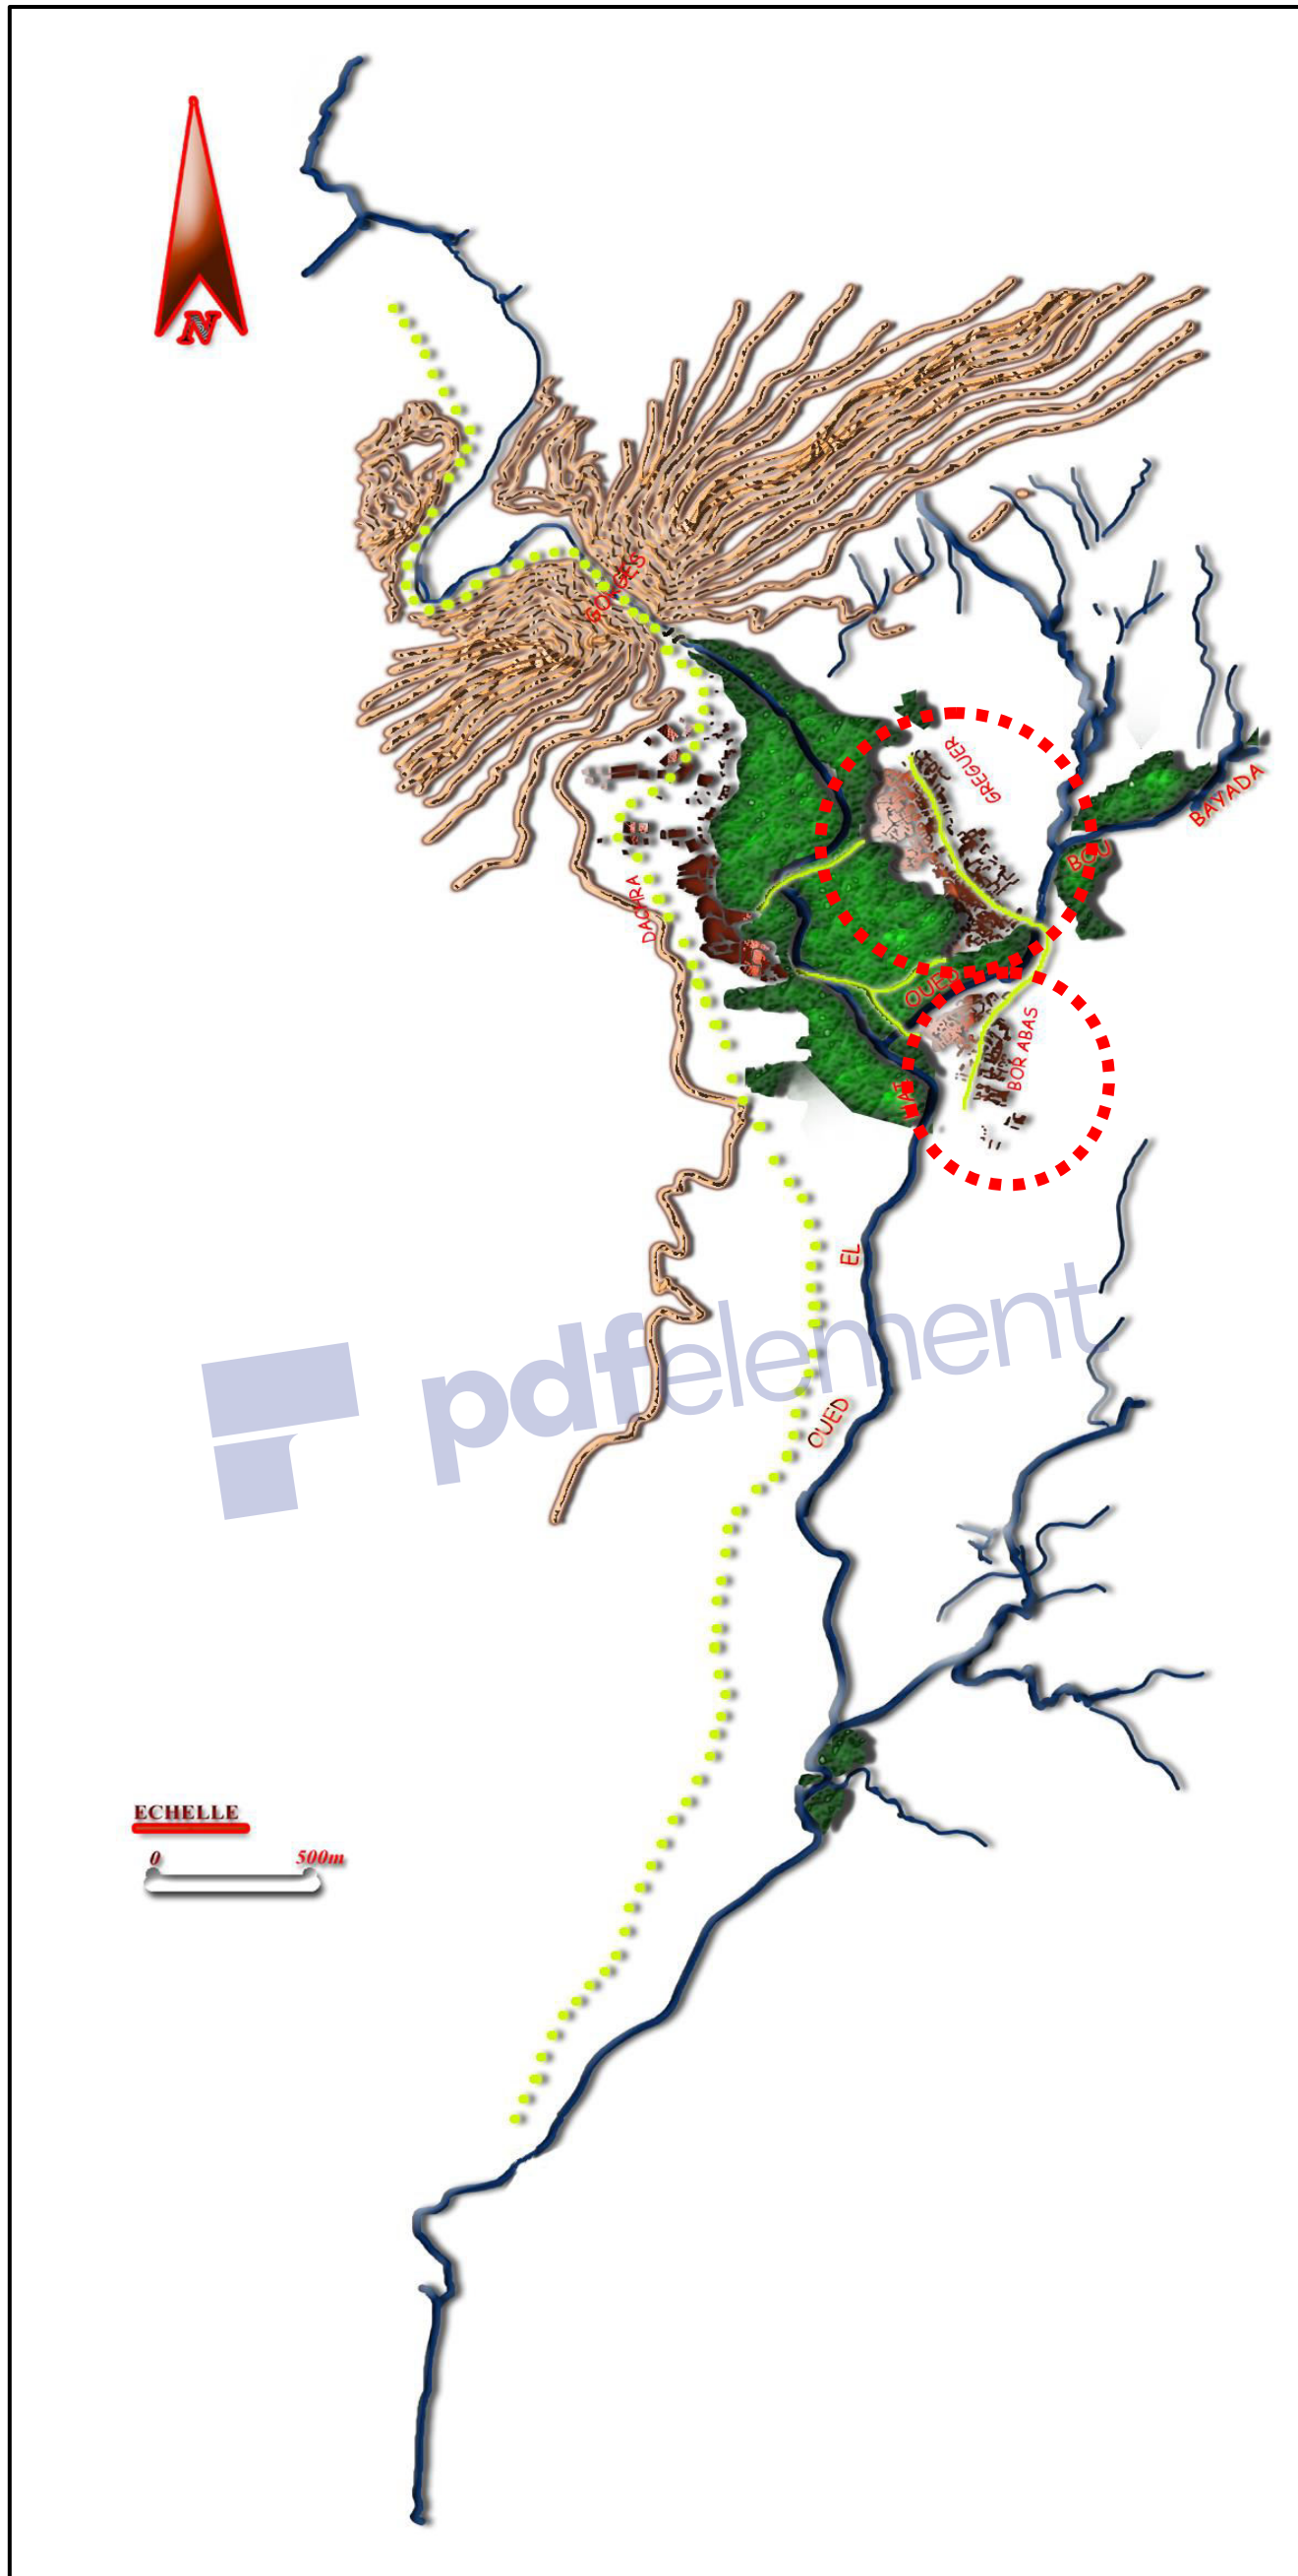 N
GORGES
GREGUER
BAYADA
BOU
DACHRA
OUED
BOR ABAS
EL
OUED
pdfelement
ECHELLE
0 500m